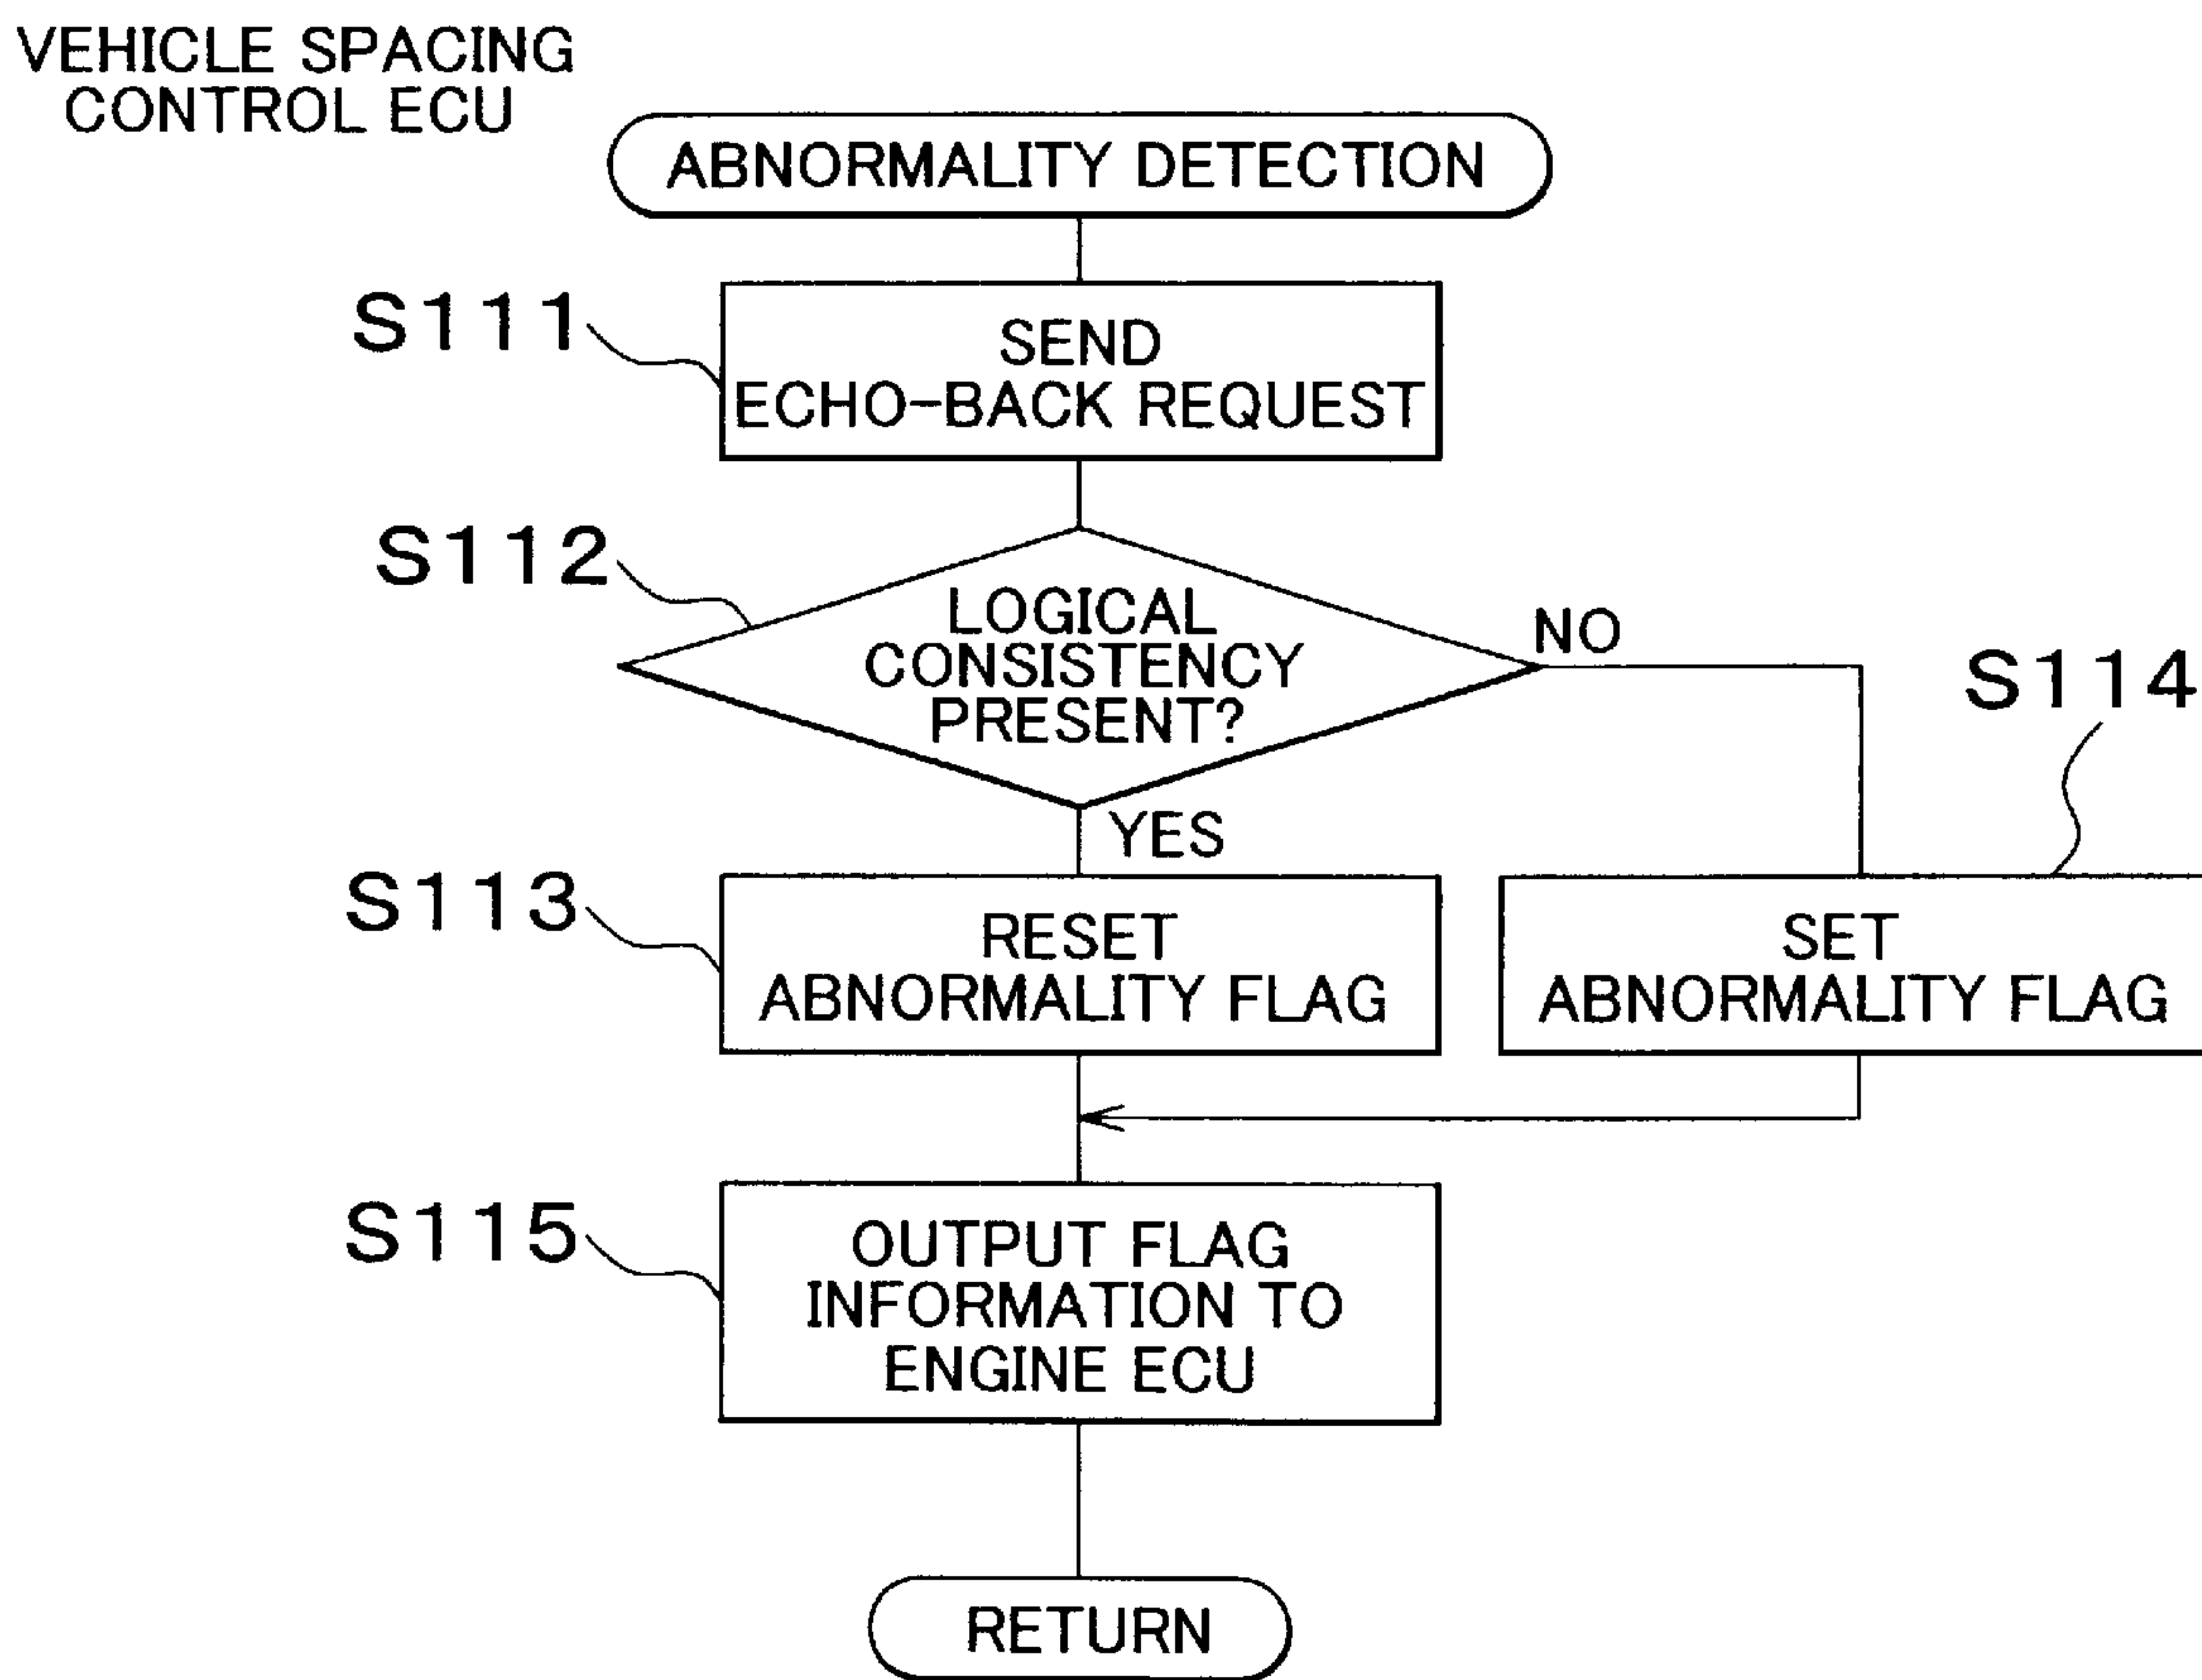 VEHICLE SPACING
CONTROL ECU
ABNORMALITY DETECTION
S111
SEND
ECHO-BACK REQUEST
S112
LOGICAL
CONSISTENCY
PRESENT?
NO
YES
S113
RESET
ABNORMALITY FLAG
S114
SET
ABNORMALITY FLAG
S115
OUTPUT FLAG
INFORMATION TO
ENGINE ECU
RETURN